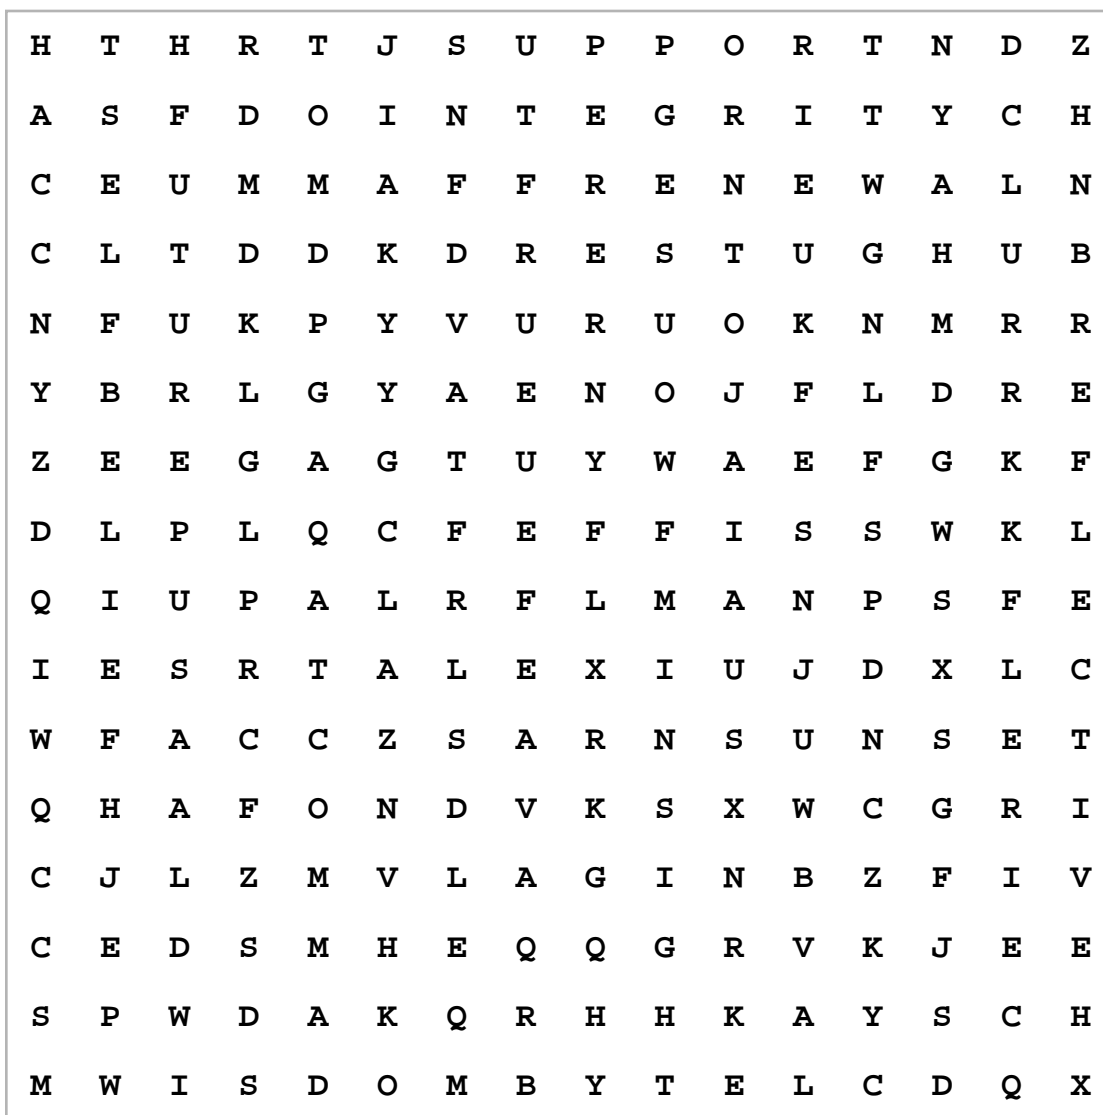 H T H R T J S U P P O R T N D Z
A S F D O I N T E G R I T Y C H
C E U M M A F F R E N E W A L N
C L T D D K D R E S T U G H U B
N F U K P Y V U R U O K N M R R
Y B R L G Y A E N O J F L D R E
Z E E G A G T U Y W A E F G K F
D L P L Q C F E F F I S S W K L
Q I U P A L R F L M A N P S F E
I E S R T A L E X I U J D X L C
W F A C C Z S A R N S U N S E T
Q H A F O N D V K S X W C G R I
C J L Z M V L A G I N B Z F I V
C E D S M H E Q Q G R V K J E E
S P W D A K Q R H H K A Y S C H
M W I S D O M B Y T E L C D Q X